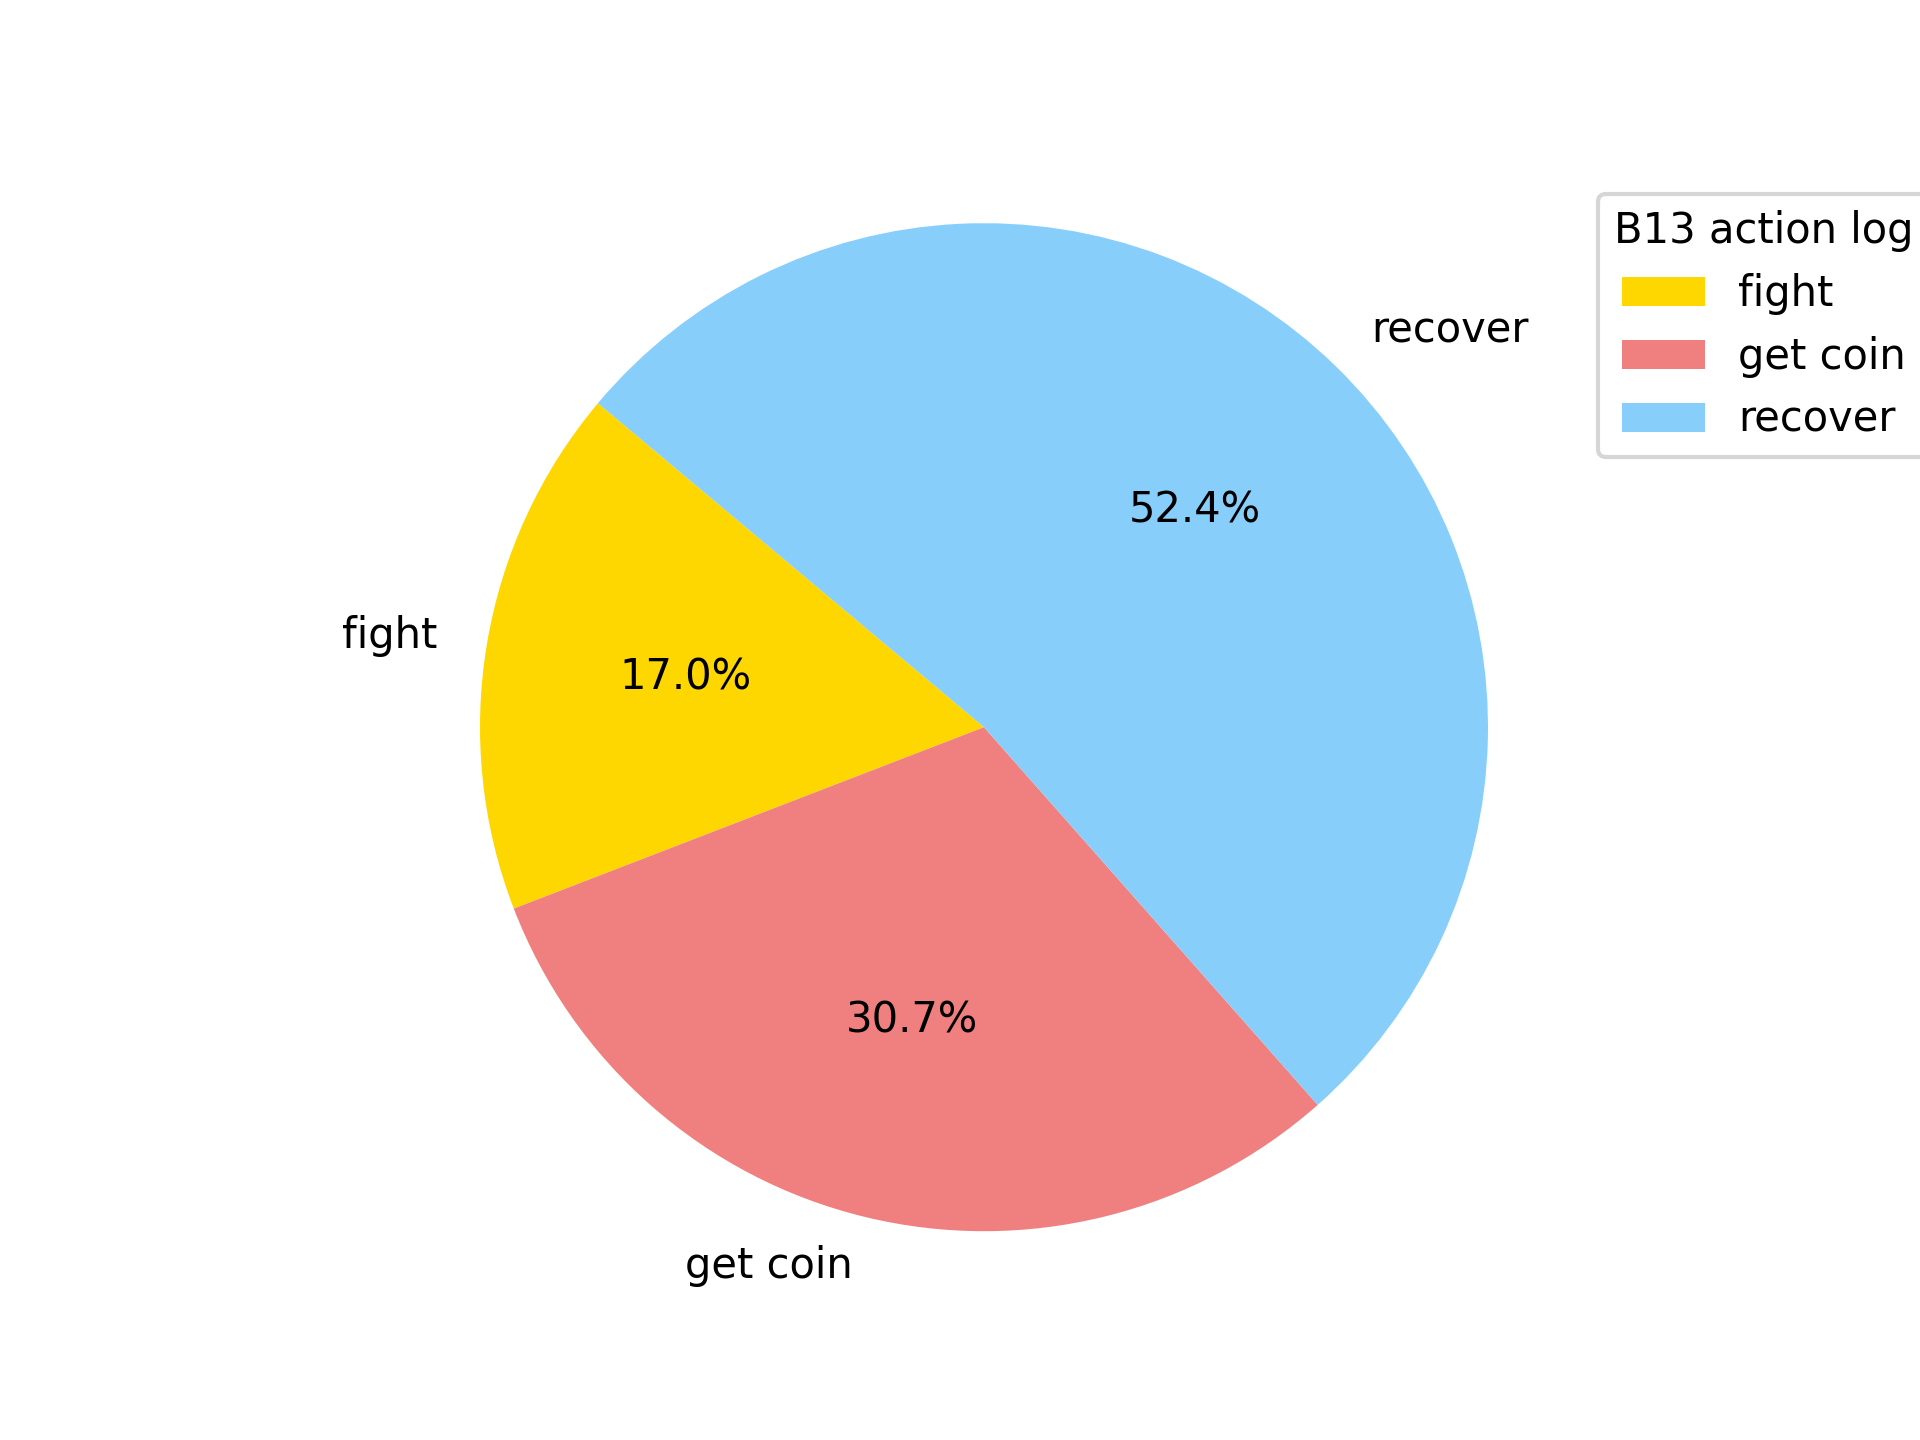 B13 action log
fight
get coin
recover
recover
52.4%
fight
17.0%
30.7%
get coin